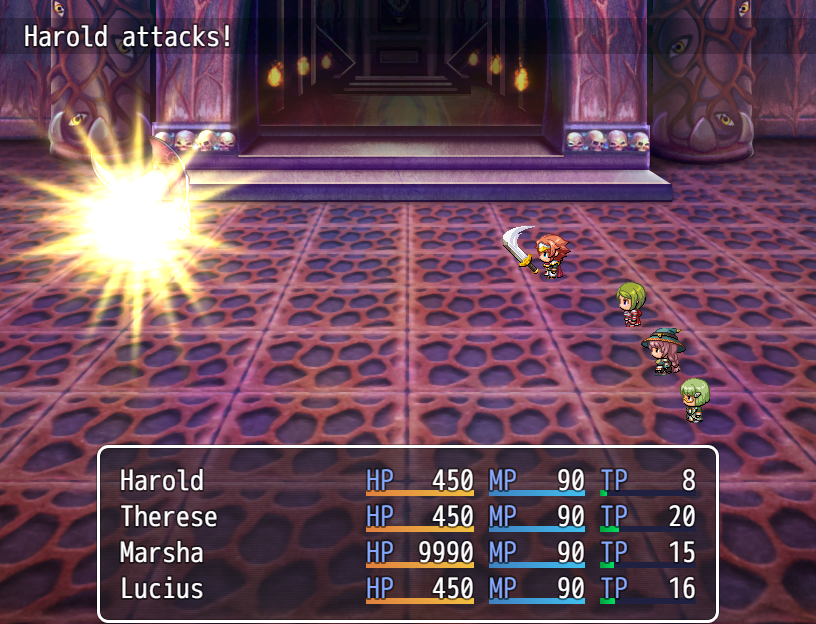 Harold attacks!
Harold HP 450 MP 90 TP 8
Therese HP 450 MP 90 TP 20
Marsha HP 9990 MP 90 TP 15
Lucius HP 450 MP 90 TP 16